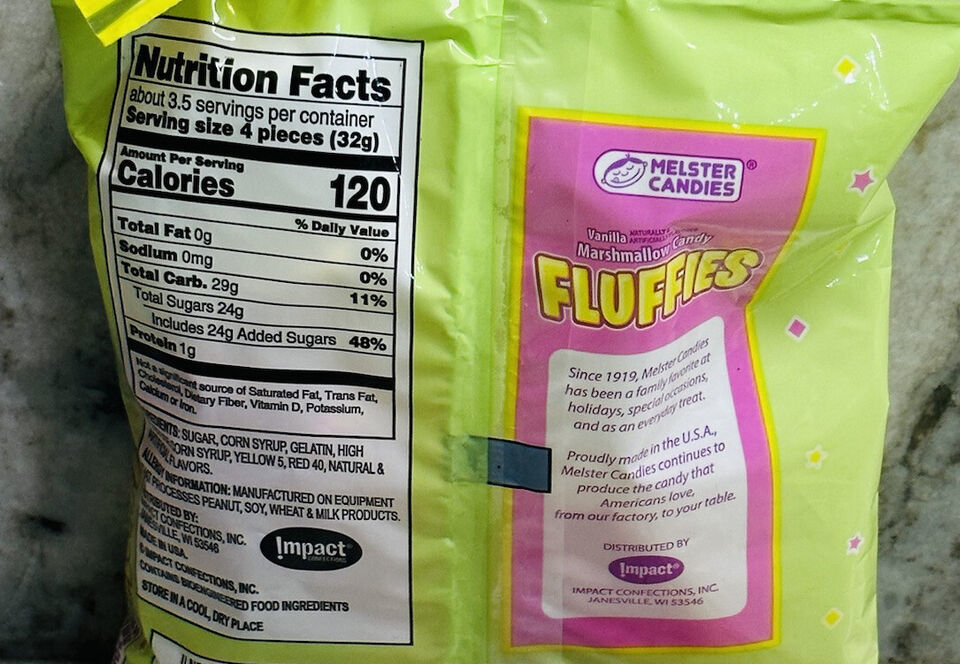 Nutrition Facts
about 3.5 servings per container
Serving size 4 pieces (32g)
Amount Per Serving
Calories 120
% Daily Value
Total Fat 0g 0%
Sodium 0mg 0%
Total Carb. 29g 11%
Total Sugars 24g
Includes 24g Added Sugars 48%
Protein 1g
Not a significant source of Saturated Fat, Trans Fat,
Cholesterol, Dietary Fiber, Vitamin D, Potassium,
Calcium or Iron.
SUGAR, CORN SYRUP, GELATIN, HIGH
CORN SYRUP, YELLOW 5, RED 40, NATURAL &
FLAVORS.
INFORMATION: MANUFACTURED ON EQUIPMENT
PROCESSES PEANUT, SOY, WHEAT & MILK PRODUCTS.
BY:
CONFECTIONS, INC.
JANESVILLE, WI 53546
MADE IN USA.
© IMPACT CONFECTIONS, INC.
CONTAINS BIOENGINEERED FOOD INGREDIENTS
STORE IN A COOL, DRY PLACE
Impact®
CONFECTIONS
MELSTER®
CANDIES
Vanilla
Marshmallow Candy
FLUFFIES
Since 1919, Melster Candies
has been a family favorite at
holidays, special occasions,
and as an everyday treat.
Proudly made in the U.S.A.,
Melster Candies continues to
produce the candy that
Americans love,
from our factory, to your table.
DISTRIBUTED BY
Impact®
IMPACT CONFECTIONS, INC.
JANESVILLE, WI 53546